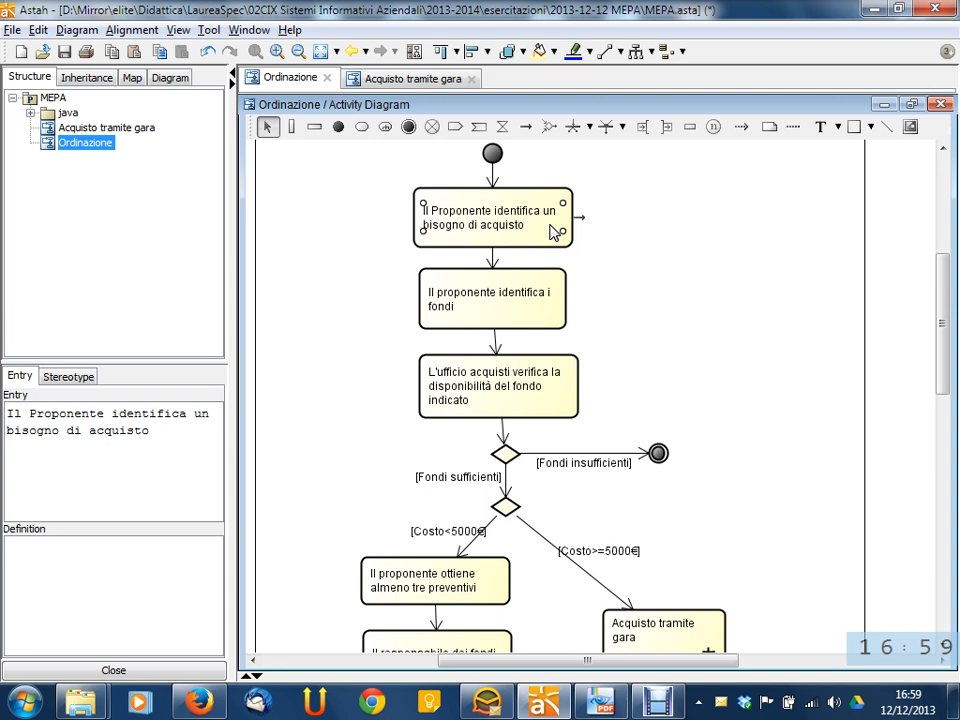 Astah - [D:\Mirror\elite\Didattica\LaureaSpec\02CIX Sistemi Informativi Aziendali\2013-2014\esercitazioni\2013-12-12 MEPA\MEPA.asta] (*)
File Edit Diagram Alignment View Tool Window Help
3
Structure Inheritance Map Diagram
MEPA
java
Acquisto tramite gara
Ordinazione
Entry Stereotype
Entry
Il Proponente identifica un
bisogno di acquisto
Definition
Close
Ordinazione Acquisto tramite gara
Ordinazione / Activity Diagram
T
Il Proponente identifica un
bisogno di acquisto
Il proponente identifica i
fondi
L'ufficio acquisti verifica la
disponibilità del fondo
indicato
[Fondi insufficienti]
[Fondi sufficienti]
[Costo<5000€]
[Costo>=5000€]
Il proponente ottiene
almeno tre preventivi
Acquisto tramite
gara
Il responsabile dei fondi
16:59
16:59
12/12/2013